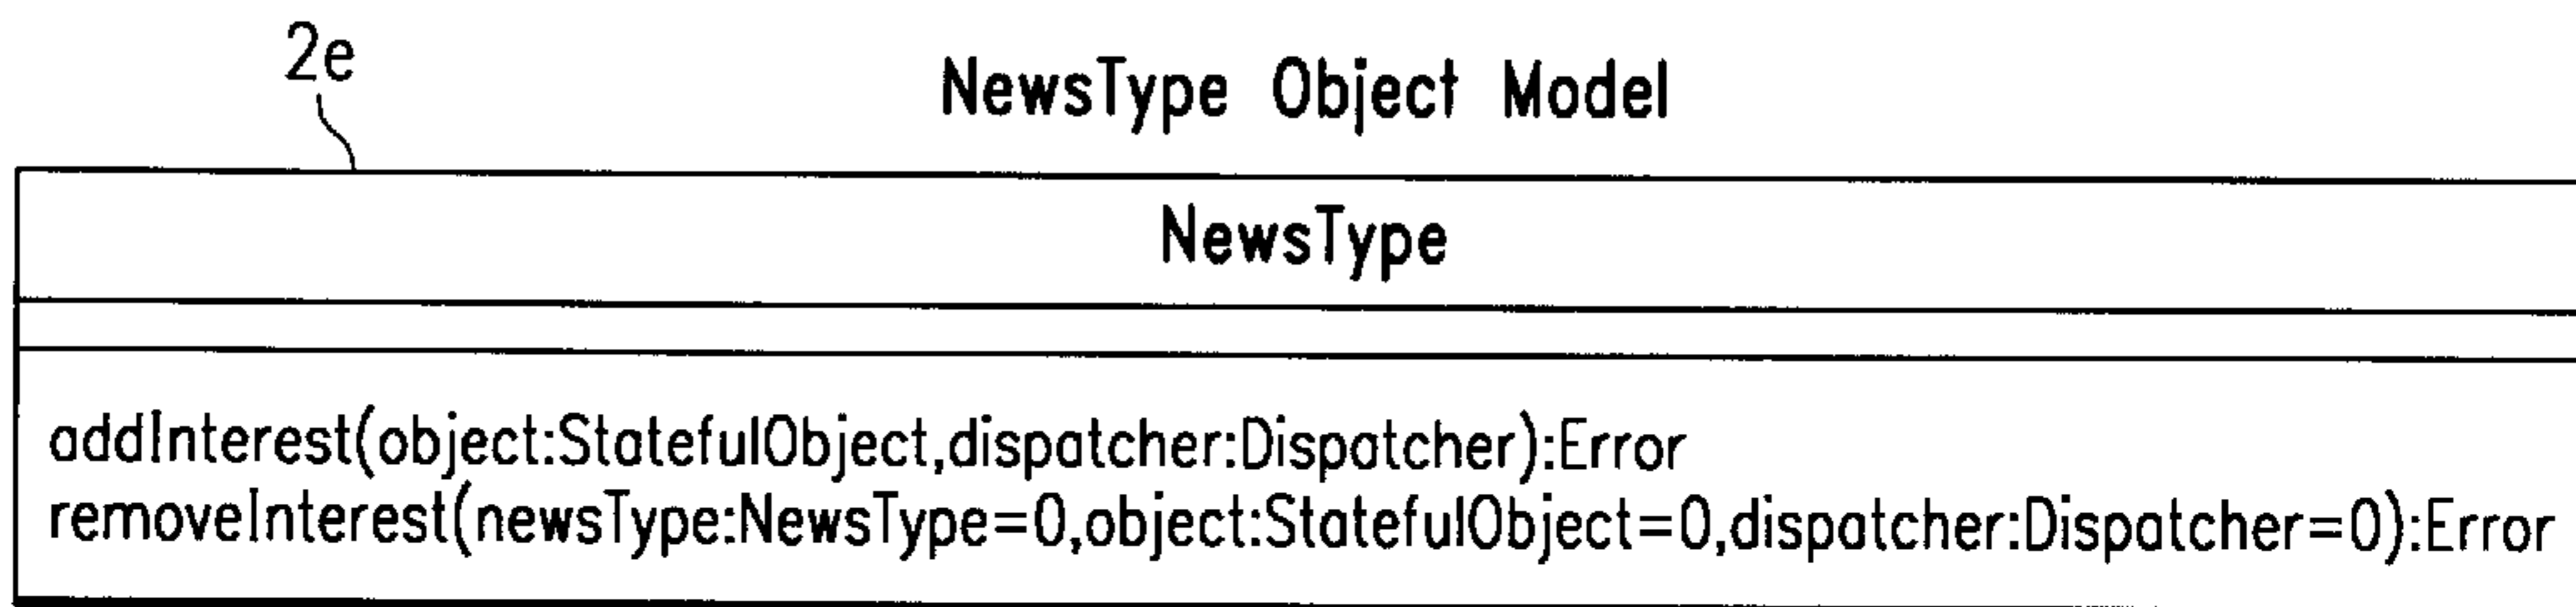 2e
NewsType Object Model
NewsType
addInterest(object:StatefulObject,dispatcher:Dispatcher):Error
removeInterest(newsType:NewsType=0,object:StatefulObject=0,dispatcher:Dispatcher=0):Error